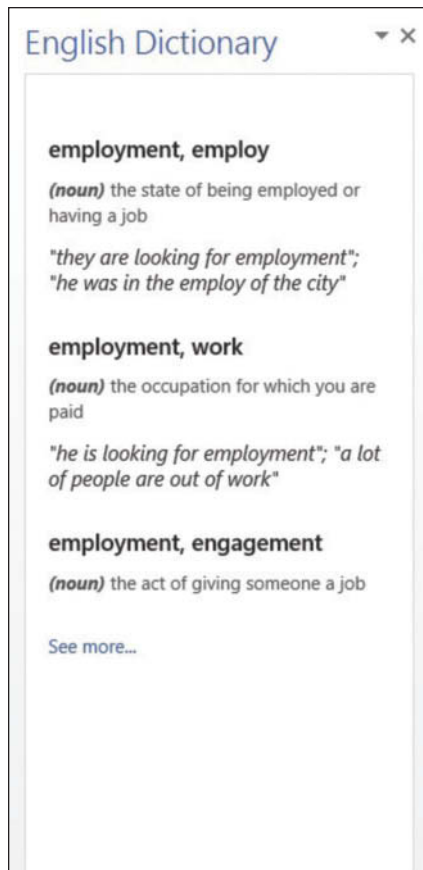 English Dictionary
employment, employ
(noun) the state of being employed or
having a job
"they are looking for employment";
"he was in the employ of the city"
employment, work
(noun) the occupation for which you are
paid
"he is looking for employment"; "a lot
of people are out of work"
employment, engagement
(noun) the act of giving someone a job
See more...